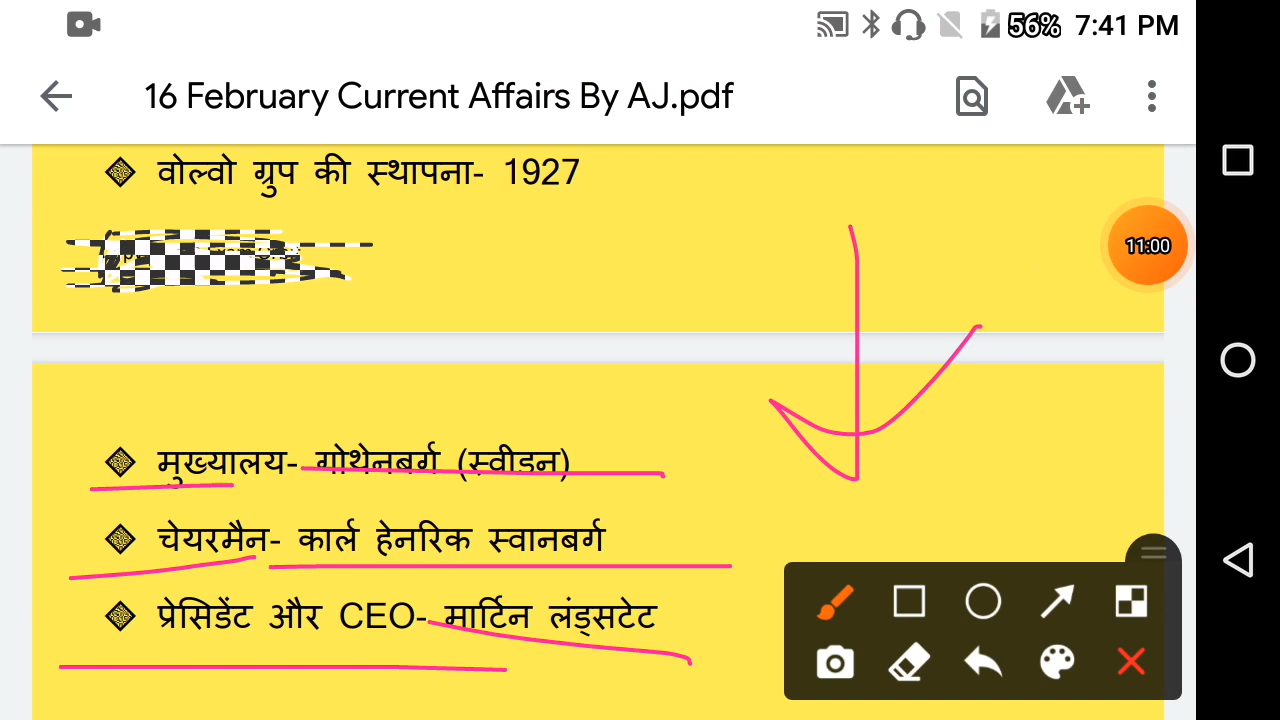 56% 7:41 PM
16 February Current Affairs By AJ.pdf
वोल्वो ग्रुप की स्थापना- 1927
11:00
मुख्यालय- गोथेनबर्ग (स्वीडन)
चेयरमैन- कार्ल हेनरिक स्वानबर्ग
प्रेसिडेंट और CEO- मार्टिन लंड्सटेट